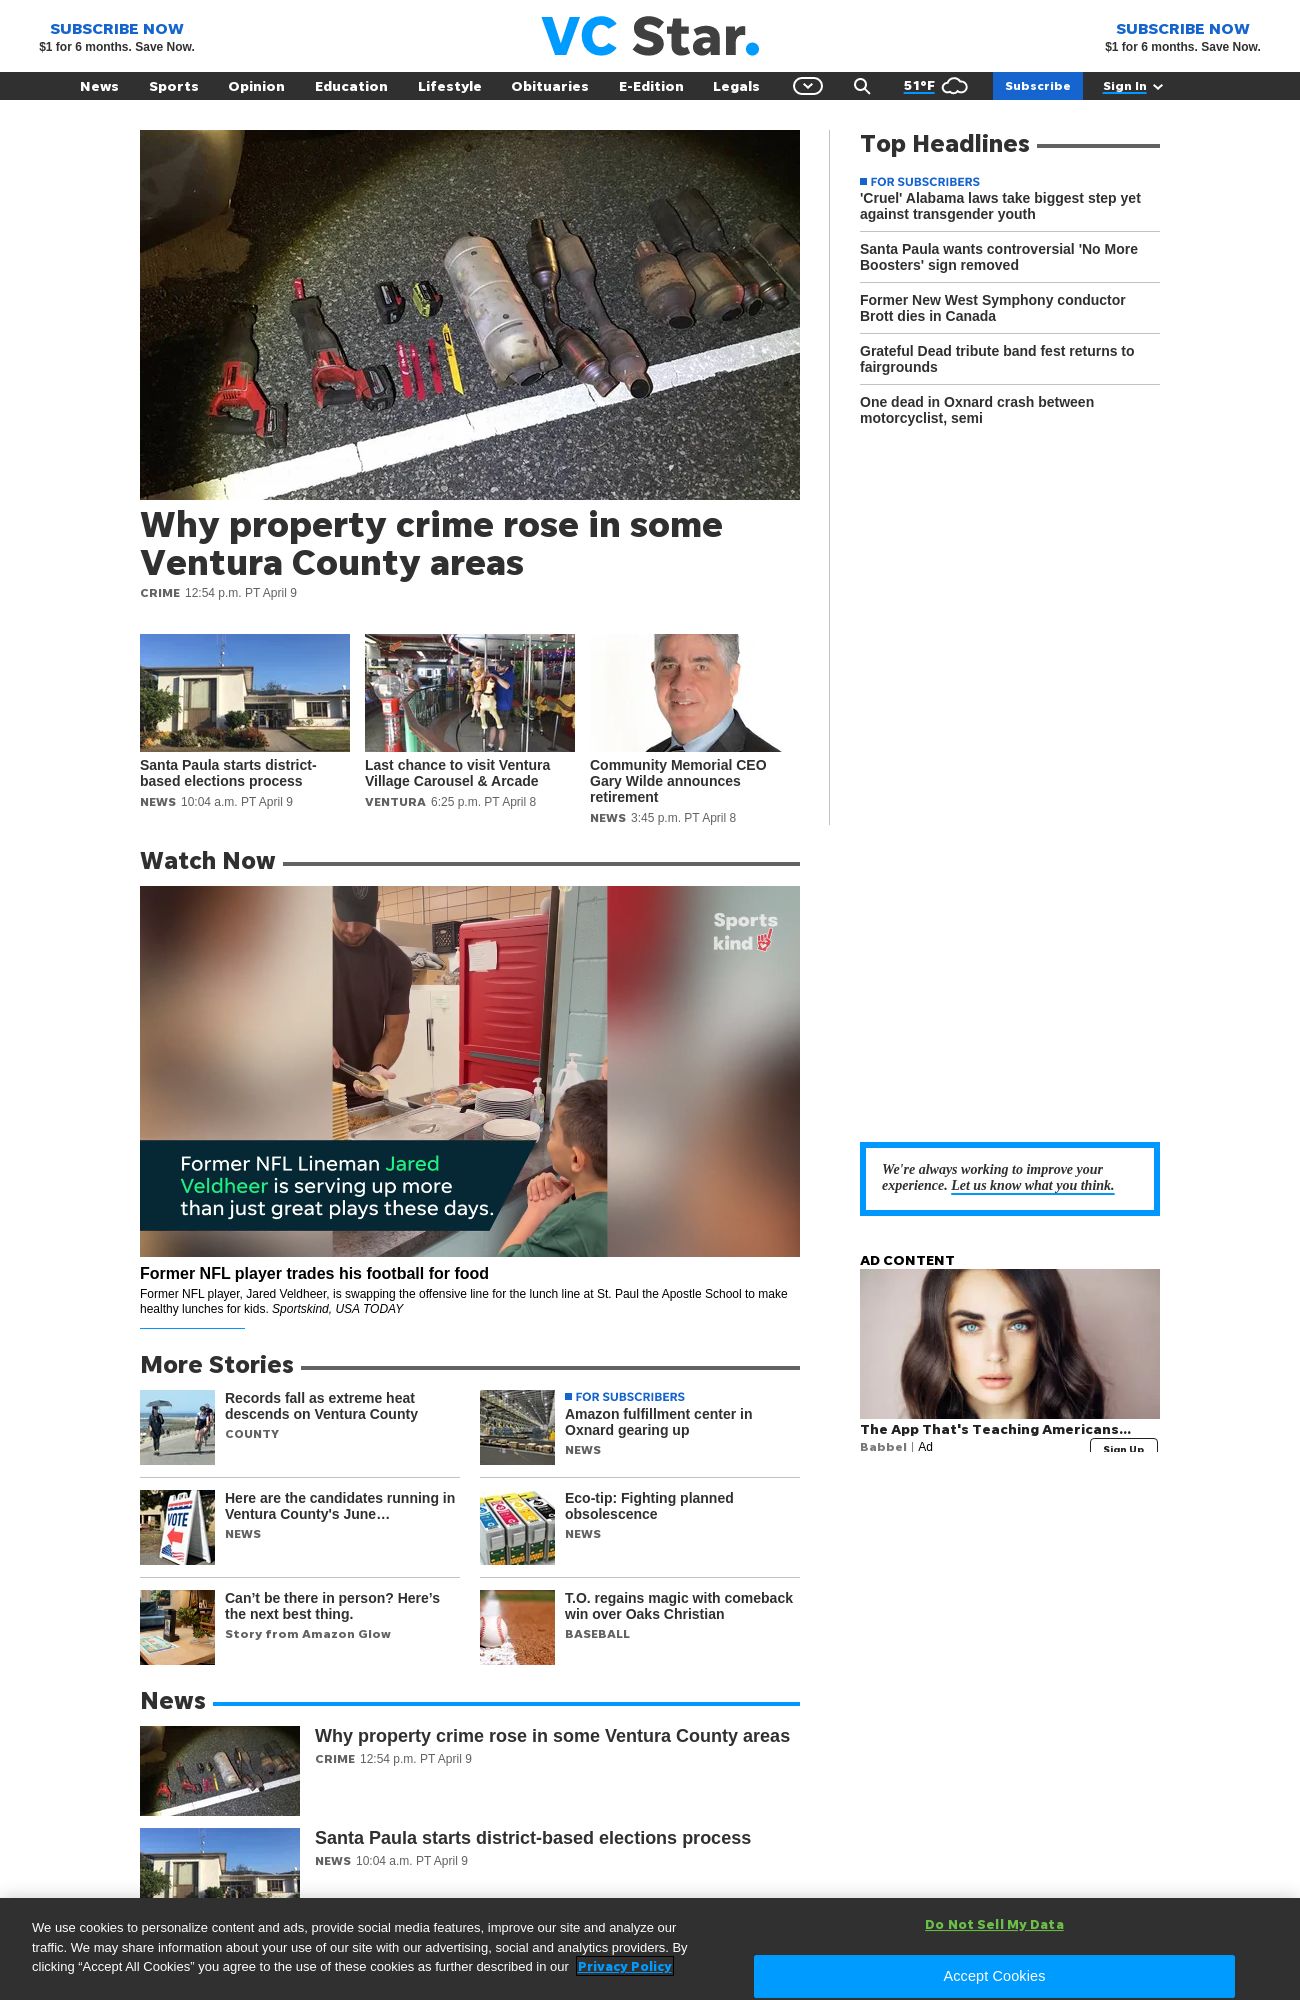 SUBSCRIBE NOW
$1 for 6 months. Save Now.
VC Star.
SUBSCRIBE NOW
$1 for 6 months. Save Now.
News Sports Opinion Education Lifestyle Obituaries E-Edition Legals 51°F Subscribe Sign In
Why property crime rose in some
Ventura County areas
CRIME 12:54 p.m. PT April 9
Santa Paula starts district-
based elections process
NEWS 10:04 a.m. PT April 9
Last chance to visit Ventura
Village Carousel & Arcade
VENTURA 6:25 p.m. PT April 8
Community Memorial CEO
Gary Wilde announces
retirement
NEWS 3:45 p.m. PT April 8
Top Headlines
FOR SUBSCRIBERS
'Cruel' Alabama laws take biggest step yet
against transgender youth
Santa Paula wants controversial 'No More
Boosters' sign removed
Former New West Symphony conductor
Brott dies in Canada
Grateful Dead tribute band fest returns to
fairgrounds
One dead in Oxnard crash between
motorcyclist, semi
Watch Now
Sports
kind
Former NFL Lineman Jared
Veldheer is serving up more
than just great plays these days.
Former NFL player trades his football for food
Former NFL player, Jared Veldheer, is swapping the offensive line for the lunch line at St. Paul the Apostle School to make
healthy lunches for kids. Sportskind, USA TODAY
We're always working to improve your
experience. Let us know what you think.
AD CONTENT
The App That's Teaching Americans...
Babbel | Ad
Sign Up
More Stories
Records fall as extreme heat
descends on Ventura County
COUNTY
FOR SUBSCRIBERS
Amazon fulfillment center in
Oxnard gearing up
NEWS
VOTE
Here are the candidates running in
Ventura County's June…
NEWS
Eco-tip: Fighting planned
obsolescence
NEWS
Can’t be there in person? Here’s
the next best thing.
Story from Amazon Glow
T.O. regains magic with comeback
win over Oaks Christian
BASEBALL
News
Why property crime rose in some Ventura County areas
CRIME 12:54 p.m. PT April 9
Santa Paula starts district-based elections process
NEWS 10:04 a.m. PT April 9
We use cookies to personalize content and ads, provide social media features, improve our site and analyze our
traffic. We may share information about your use of our site with our advertising, social and analytics providers. By
clicking “Accept All Cookies” you agree to the use of these cookies as further described in our Privacy Policy
Do Not Sell My Data
Accept Cookies